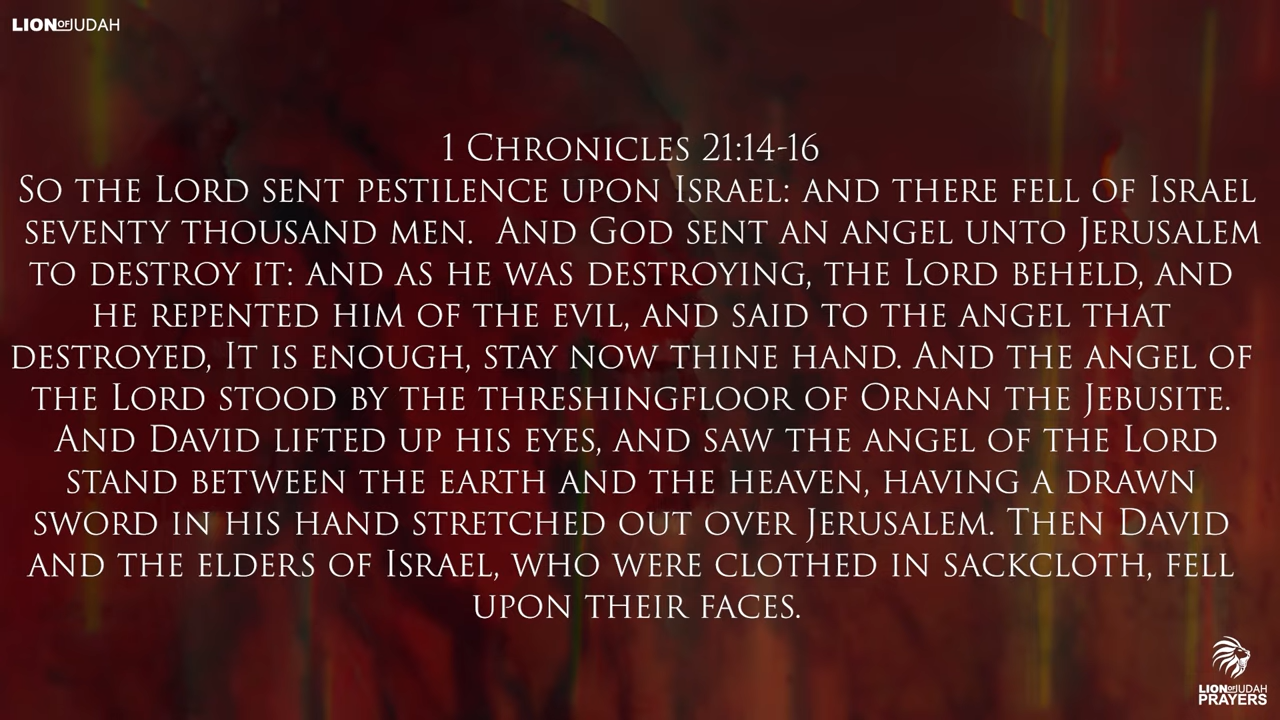 LION OF JUDAH
1 Chronicles 21:14-16
So the Lord sent pestilence upon Israel: and there fell of Israel
seventy thousand men.  And God sent an angel unto Jerusalem
to destroy it: and as he was destroying, the Lord beheld, and
he repented him of the evil, and said to the angel that
destroyed, It is enough, stay now thine hand. And the angel of
the Lord stood by the threshingfloor of Ornan the Jebusite.
And David lifted up his eyes, and saw the angel of the Lord
stand between the earth and the heaven, having a drawn
sword in his hand stretched out over Jerusalem. Then David
and the elders of Israel, who were clothed in sackcloth, fell
upon their faces.
LION OF JUDAH
PRAYERS